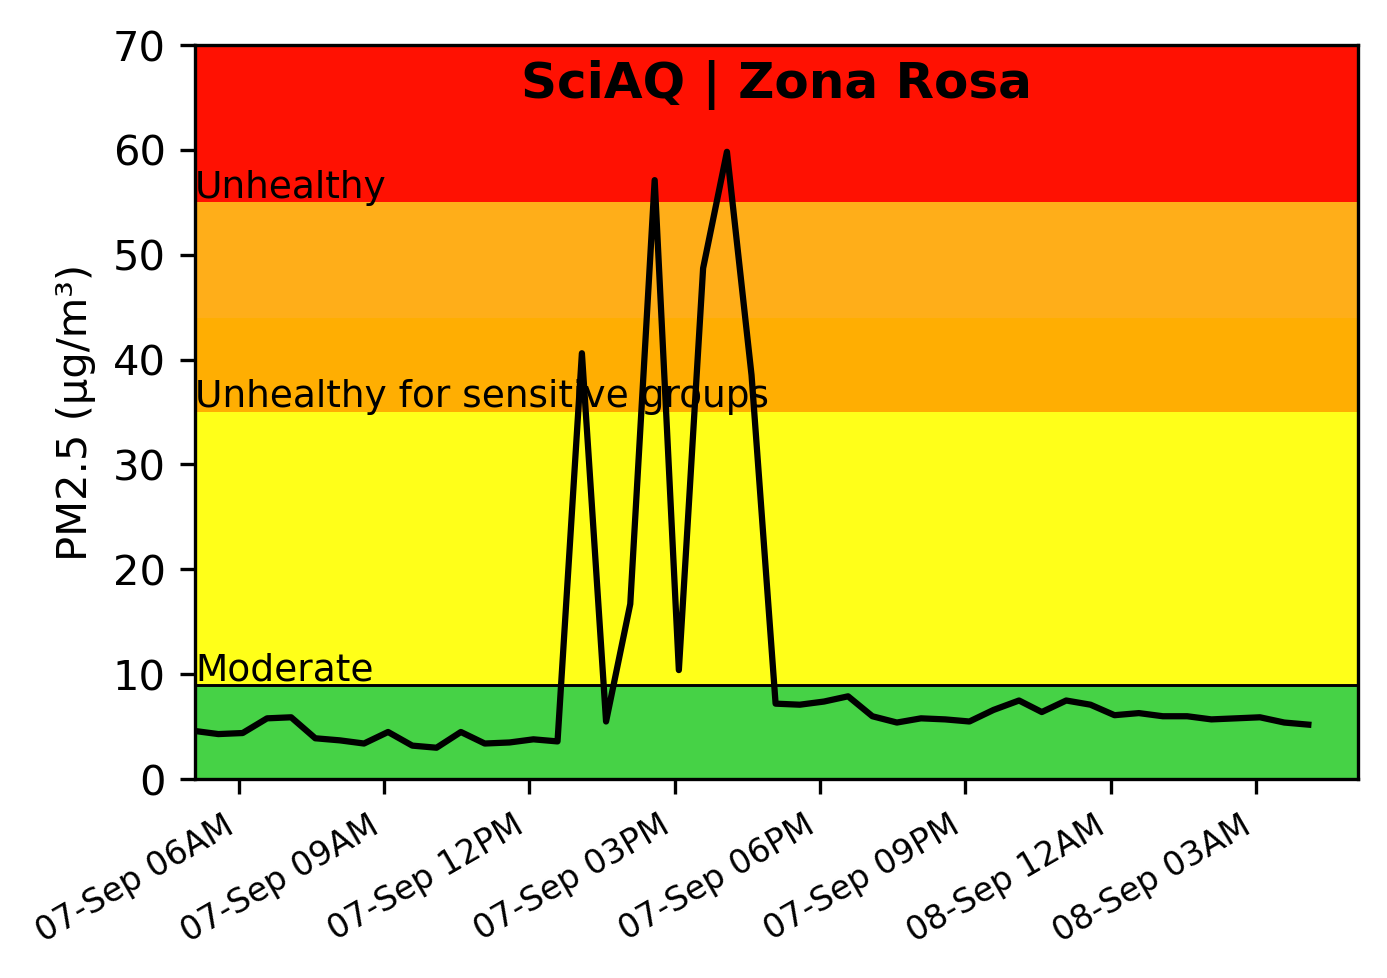 SciAQ | Zona Rosa
PM2.5 (µg/m³)
70
60
50
40
30
20
10
0
Unhealthy
Unhealthy for sensitive groups
Moderate
07-Sep 06AM
07-Sep 09AM
07-Sep 12PM
07-Sep 03PM
07-Sep 06PM
07-Sep 09PM
08-Sep 12AM
08-Sep 03AM